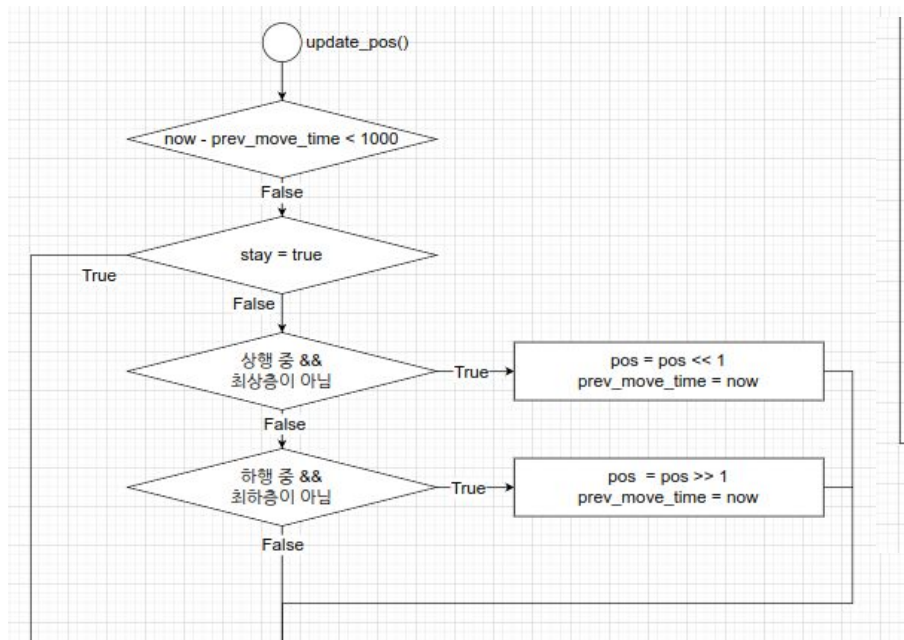 update_pos()
now - prev_move_time < 1000
False
stay = true
True
False
상행 중 &&
최상층이 아님
True
pos = pos << 1
prev_move_time = now
False
하행 중 &&
최하층이 아님
True
pos = pos >> 1
prev_move_time = now
False